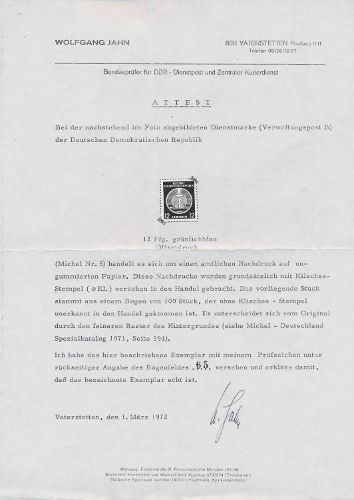 WOLFGANG JAHN
8011 VATERSTETTEN
Telefon
Bundesprüfer für DDR - Dienstpost und Zentraler Kurierdienst
A T T E S T
Bei der nachstehend im Foto abgebildeten Dienstmarke (Verwaltungspost B)
der Deutschen Demokratischen Republik
12 12
12 Pfg. grünlichblau
Offsetdruck
(Michel Nr. 5) handelt es sich um einen amtlichen Nachdruck auf un-
gummierten Papier. Diese Nachdrucke wurden grundsätzlich mit Klischee-
Stempel ( ø Kl.) versehen in den Handel gebracht. Das vorliegende Stück
stammt aus einem Bogen von 100 Stück, der ohne Klischee - Stempel
unerkannt in den Handel gekommen ist. Es unterscheidet sich vom Original
durch den feineren Raster des Hintergrundes (siehe Michel - Deutschland
Spezialkatalog 1971, Seite 594).
Ich habe das hier beschriebene Exemplar mit meinem Prüfzeichen unter
rückseitiger Angabe des Bogenfeldes versehen und erkläre damit,
daß das bezeichnete Exemplar echt ist.
Vaterstetten, den 1. März 1972